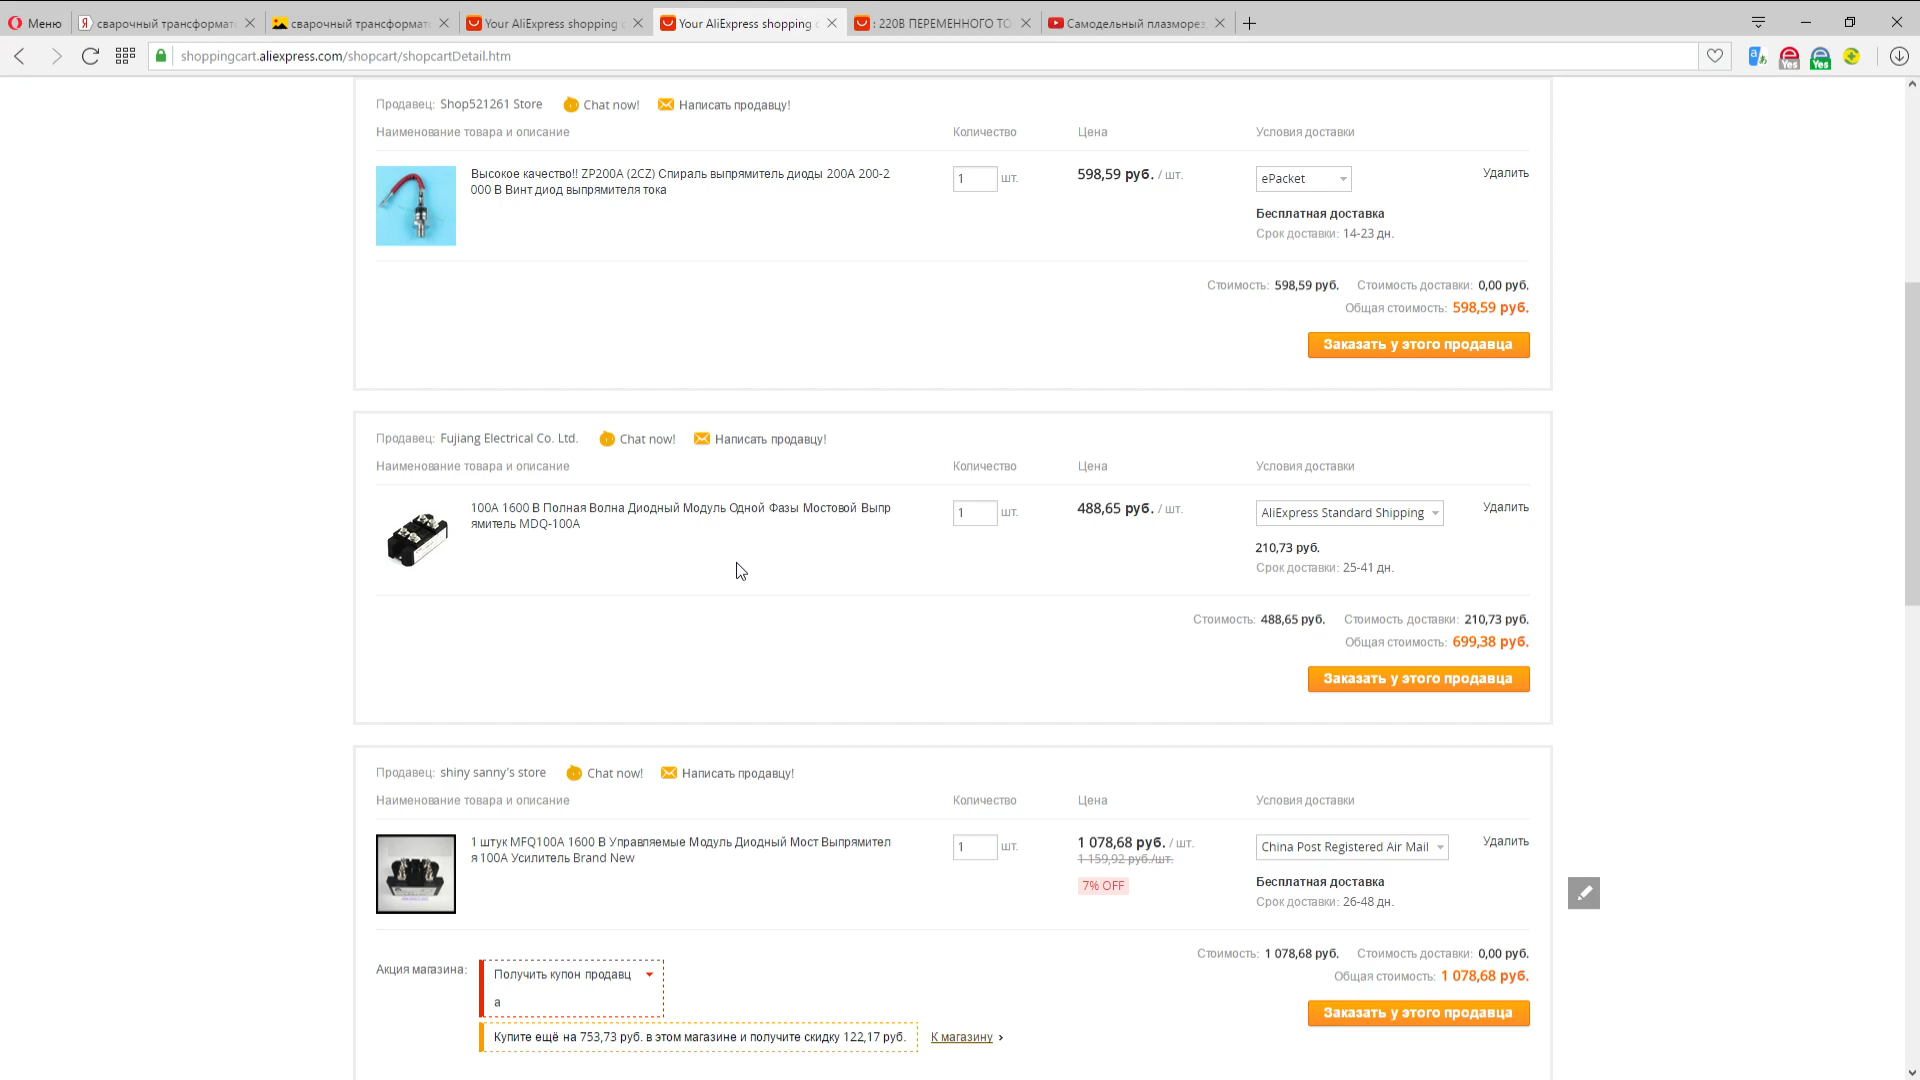 Меню
сварочный трансформат
сварочный трансформат
Your AliExpress shopping c
Your AliExpress shopping c
: 220В ПЕРЕМЕННОГО ТО
Самодельный плазморез
shoppingcart.aliexpress.com/shopcart/shopcartDetail.htm
Yes
Yes
Продавец: Shop521261 Store Chat now! Написать продавцу!
Наименование товара и описание Количество Цена Условия доставки
Высокое качество!! ZP200A (2CZ) Спираль выпрямитель диоды 200A 200-2
000 В Винт диод выпрямителя тока
1 шт.
598,59 руб. / шт.
ePacket
Удалить
Бесплатная доставка
Срок доставки: 14-23 дн.
Стоимость: 598,59 руб. Стоимость доставки: 0,00 руб.
Общая стоимость: 598,59 руб.
Заказать у этого продавца
Продавец: Fujiang Electrical Co. Ltd. Chat now! Написать продавцу!
Наименование товара и описание Количество Цена Условия доставки
100A 1600 В Полная Волна Диодный Модуль Одной Фазы Мостовой Выпр
ямитель MDQ-100A
1 шт.
488,65 руб. / шт.
AliExpress Standard Shipping
Удалить
210,73 руб.
Срок доставки: 25-41 дн.
Стоимость: 488,65 руб. Стоимость доставки: 210,73 руб.
Общая стоимость: 699,38 руб.
Заказать у этого продавца
Продавец: shiny sanny's store Chat now! Написать продавцу!
Наименование товара и описание Количество Цена Условия доставки
1 штук MFQ100A 1600 В Управляемые Модуль Диодный Мост Выпрямител
я 100A Усилитель Brand New
1 шт.
1 078,68 руб. / шт.
1 159,92 руб./шт.
7% OFF
China Post Registered Air Mail
Удалить
Бесплатная доставка
Срок доставки: 26-48 дн.
Стоимость: 1 078,68 руб. Стоимость доставки: 0,00 руб.
Общая стоимость: 1 078,68 руб.
Заказать у этого продавца
Акция магазина:
Получить купон продавц
а
Купите ещё на 753,73 руб. в этом магазине и получите скидку 122,17 руб.
К магазину ›